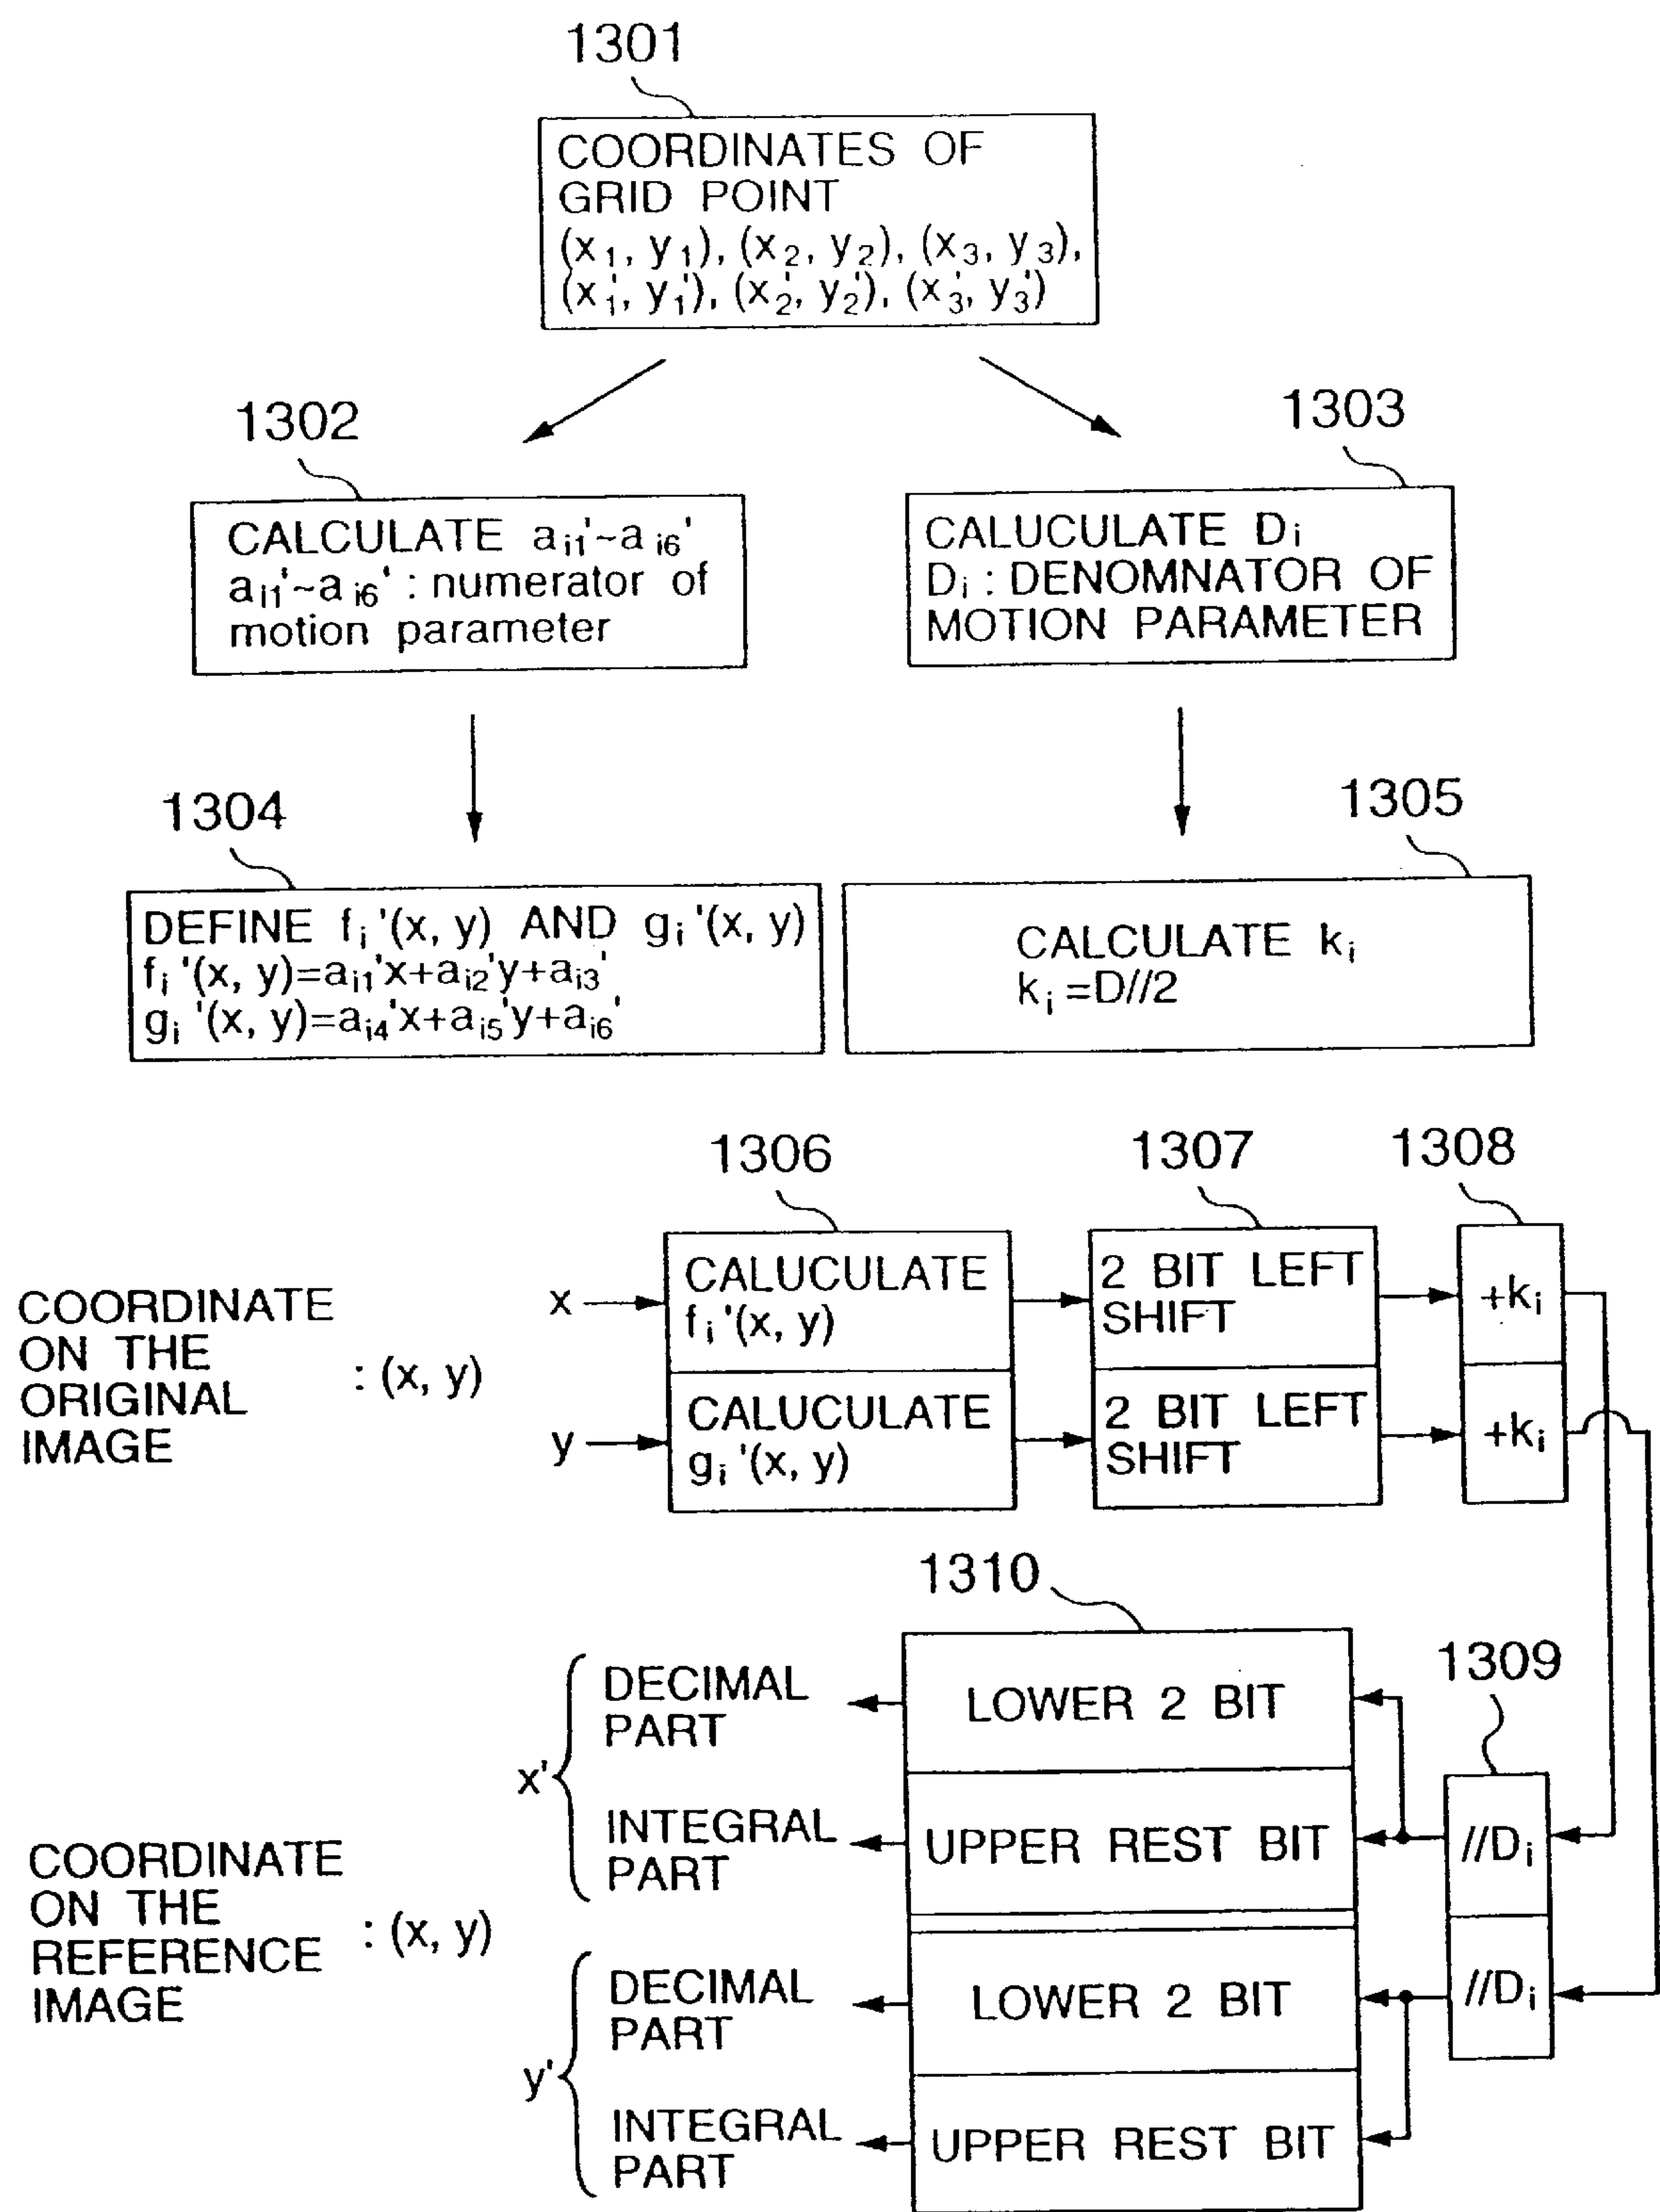 1301
COORDINATES OF
GRID POINT
(x₁, y₁), (x₂, y₂), (x₃, y₃),
(x₁', y₁'), (x₂', y₂'), (x₃', y₃')
1302
CALCULATE aᵢ₁'~aᵢ₆'
aᵢ₁'~aᵢ₆' : numerator of
motion parameter
1303
CALUCULATE Dᵢ
Dᵢ : DENOMNATOR OF
MOTION PARAMETER
1304
DEFINE fᵢ'(x, y) AND gᵢ'(x, y)
fᵢ'(x, y)=aᵢ₁'x+aᵢ₂'y+aᵢ₃'
gᵢ'(x, y)=aᵢ₄'x+aᵢ₅'y+aᵢ₆'
1305
CALCULATE kᵢ
kᵢ=D//2
COORDINATE
ON THE
ORIGINAL
IMAGE
: (x, y)
x
y
1306
CALUCULATE
fᵢ'(x, y)
CALUCULATE
gᵢ'(x, y)
1307
2 BIT LEFT
SHIFT
2 BIT LEFT
SHIFT
1308
+kᵢ
+kᵢ
1309
//Dᵢ
//Dᵢ
1310
LOWER 2 BIT
UPPER REST BIT
LOWER 2 BIT
UPPER REST BIT
x'
DECIMAL
PART
INTEGRAL
PART
y'
DECIMAL
PART
INTEGRAL
PART
COORDINATE
ON THE
REFERENCE
IMAGE
: (x, y)